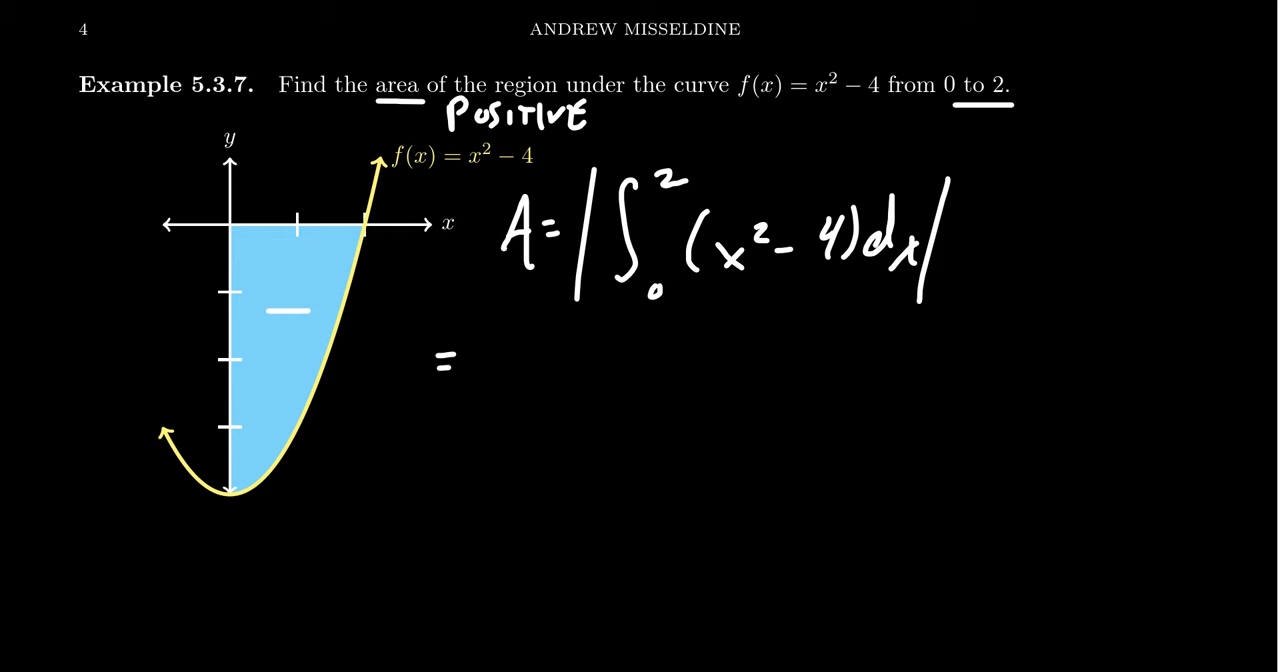 4 ANDREW MISSELDINE
Example 5.3.7. Find the area of the region under the curve f(x) = x² − 4 from 0 to 2.
POSITIVE
y
f(x) = x² − 4
x
A = |∫₀² (x² − 4) dx|
=